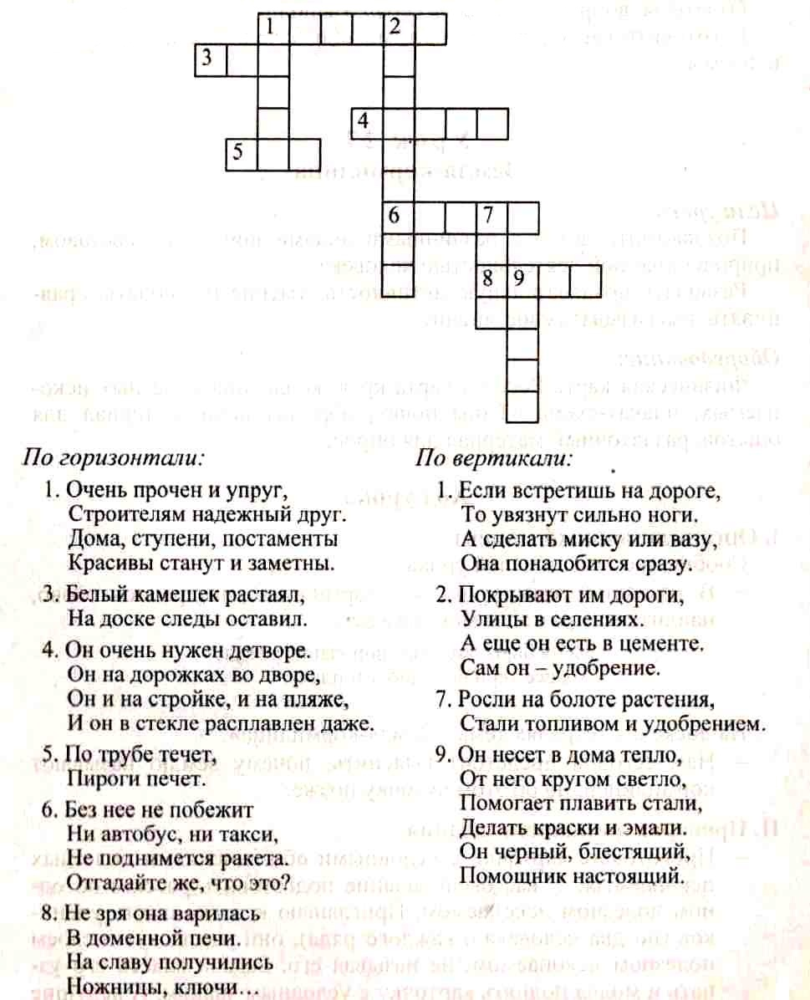 1
2
3
4
5
6
7
8
9
По горизонтали:
1. Очень прочен и упруг,
Строителям надежный друг.
Дома, ступени, постаменты
Красивы станут и заметны.
3. Белый камешек растаял,
На доске следы оставил.
4. Он очень нужен детворе.
Он на дорожках во дворе,
Он и на стройке, и на пляже,
И он в стекле расплавлен даже.
5. По трубе течет,
Пироги печет.
6. Без нее не побежит
Ни автобус, ни такси,
Не поднимется ракета.
Отгадайте же, что это?
8. Не зря она варилась
В доменной печи.
На славу получились
Ножницы, ключи…
По вертикали:
1. Если встретишь на дороге,
То увязнут сильно ноги.
А сделать миску или вазу,
Она понадобится сразу.
2. Покрывают им дороги,
Улицы в селениях.
А еще он есть в цементе.
Сам он – удобрение.
7. Росли на болоте растения,
Стали топливом и удобрением.
9. Он несет в дома тепло,
От него кругом светло,
Помогает плавить стали,
Делать краски и эмали.
Он черный, блестящий,
Помощник настоящий.